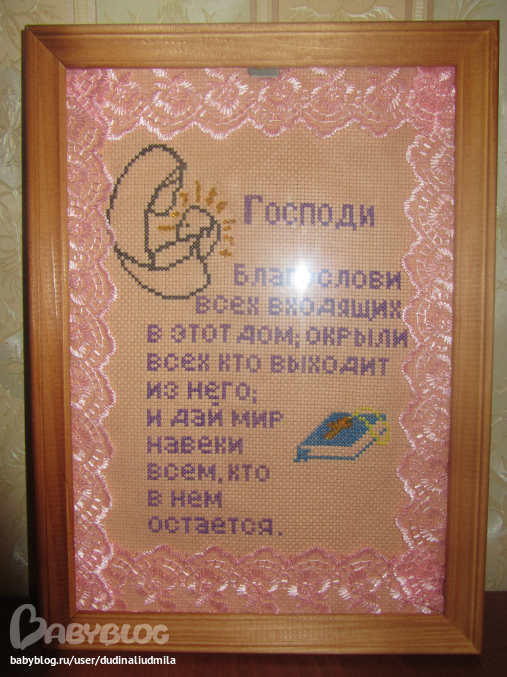 Господи
Благослови
всех входящих
в этот дом; окрыли
всех кто выходит
из него;
и дай мир
навеки
всем, кто
в нем
остается.
BABYBLOG
babyblog.ru/user/dudinaliudmila